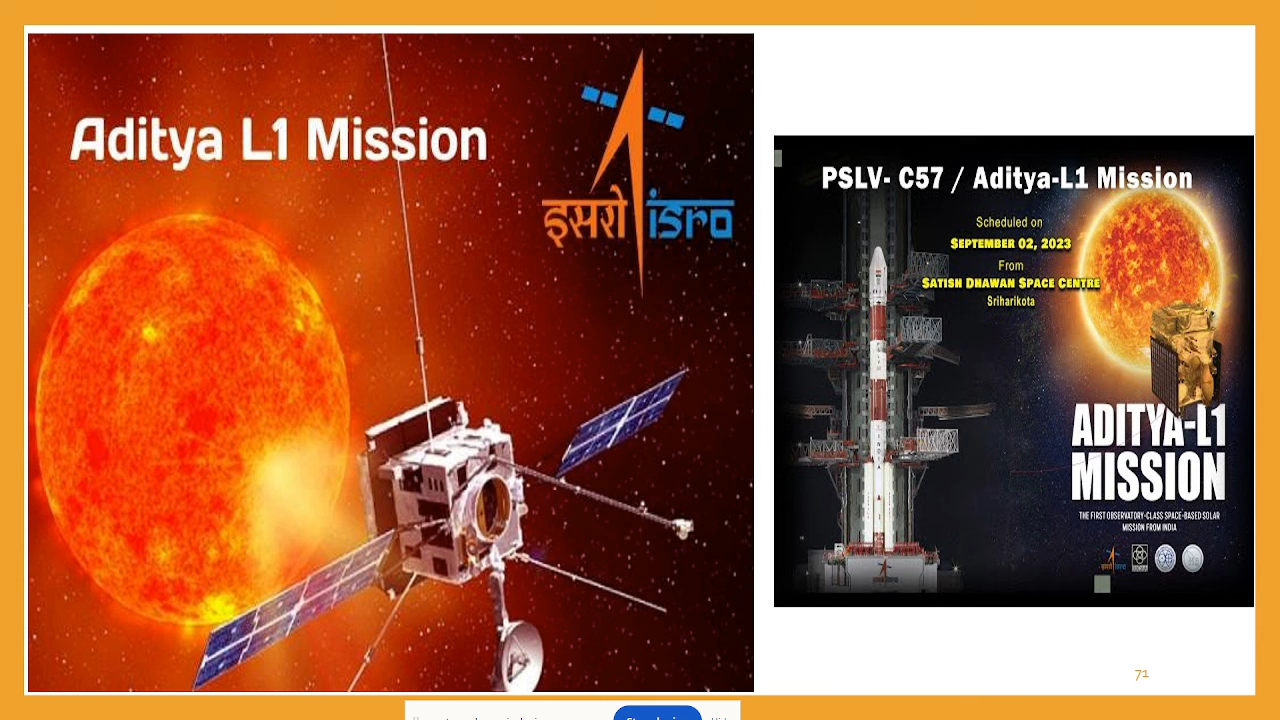 Aditya L1 Mission
इसरो isro
PSLV- C57 / Aditya-L1 Mission
Scheduled on
SEPTEMBER 02, 2023
From
SATISH DHAWAN SPACE CENTRE
Sriharikota
ADITYA-L1
MISSION
THE FIRST OBSERVATORY-CLASS SPACE-BASED SOLAR
MISSION FROM INDIA
71